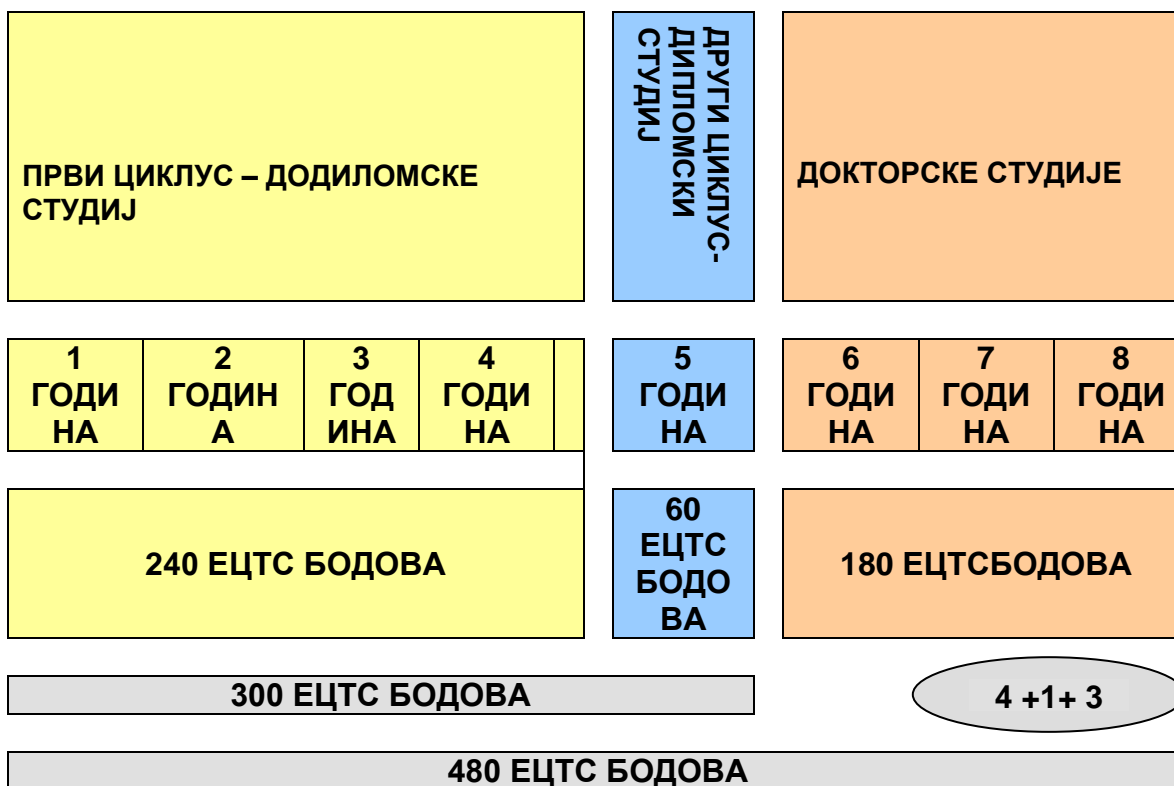 ПРВИ ЦИКЛУС – ДОДИЛОМСКЕ
СТУДИЈ
ДРУГИ ЦИКЛУС-
ДИПЛОМСКИ
СТУДИЈ
ДОКТОРСКЕ СТУДИЈЕ
1
ГОДИ
НА
2
ГОДИН
А
3
ГОД
ИНА
4
ГОДИ
НА
5
ГОДИ
НА
6
ГОДИ
НА
7
ГОДИ
НА
8
ГОДИ
НА
240 ЕЦТС БОДОВА
60
ЕЦТС
БОДО
ВА
180 ЕЦТСБОДОВА
300 ЕЦТС БОДОВА
4 +1+ 3
480 ЕЦТС БОДОВА